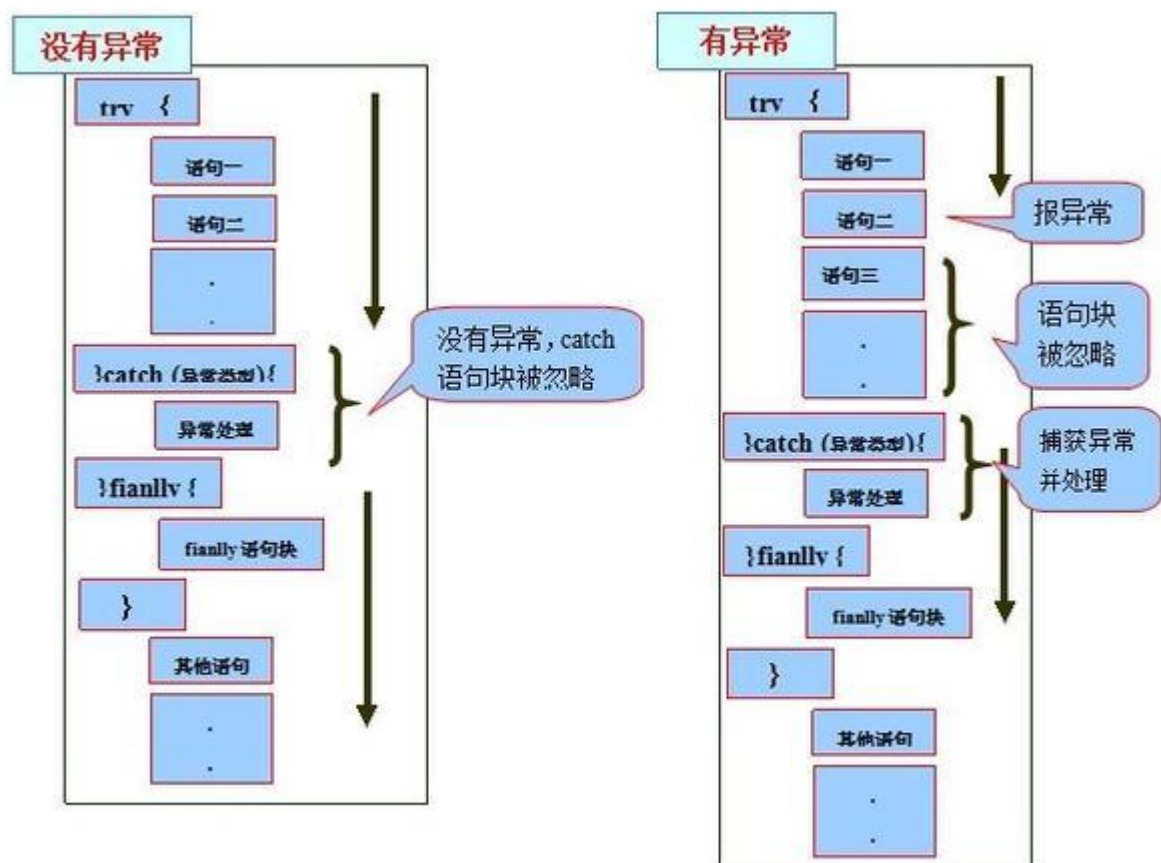 没有异常
try {
语句一
语句二
.
.
}catch (异常类型){
异常处理
}fianlly {
fianlly 语句块
}
其他语句
.
.
没有异常，catch
语句块被忽略
有异常
try {
语句一
语句二
语句三
.
.
}catch (异常类型){
异常处理
}fianlly {
fianlly 语句块
}
其他语句
.
.
报异常
语句块
被忽略
捕获异常
并处理